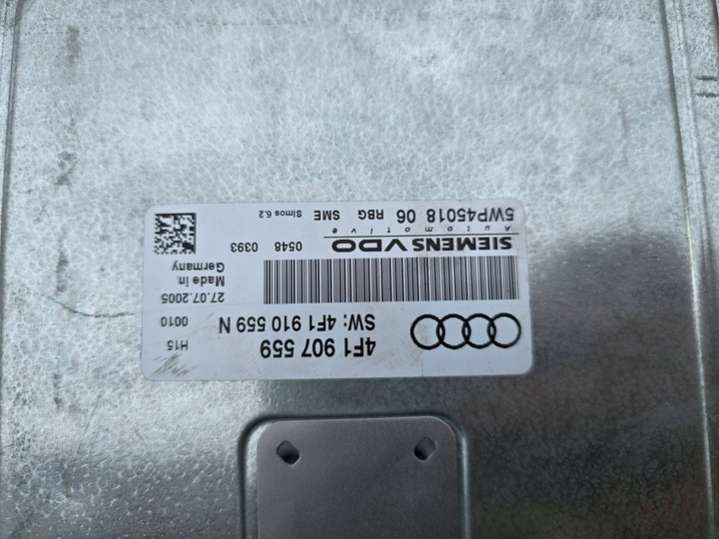 4F1 907 559 H15
SW: 4F1 910 559 N 0010
27.07.2005
Made in:
Germany
SIEMENS VDO 0548 0393
Automotive
5WP45018 06 RBG SME Simos 6.2